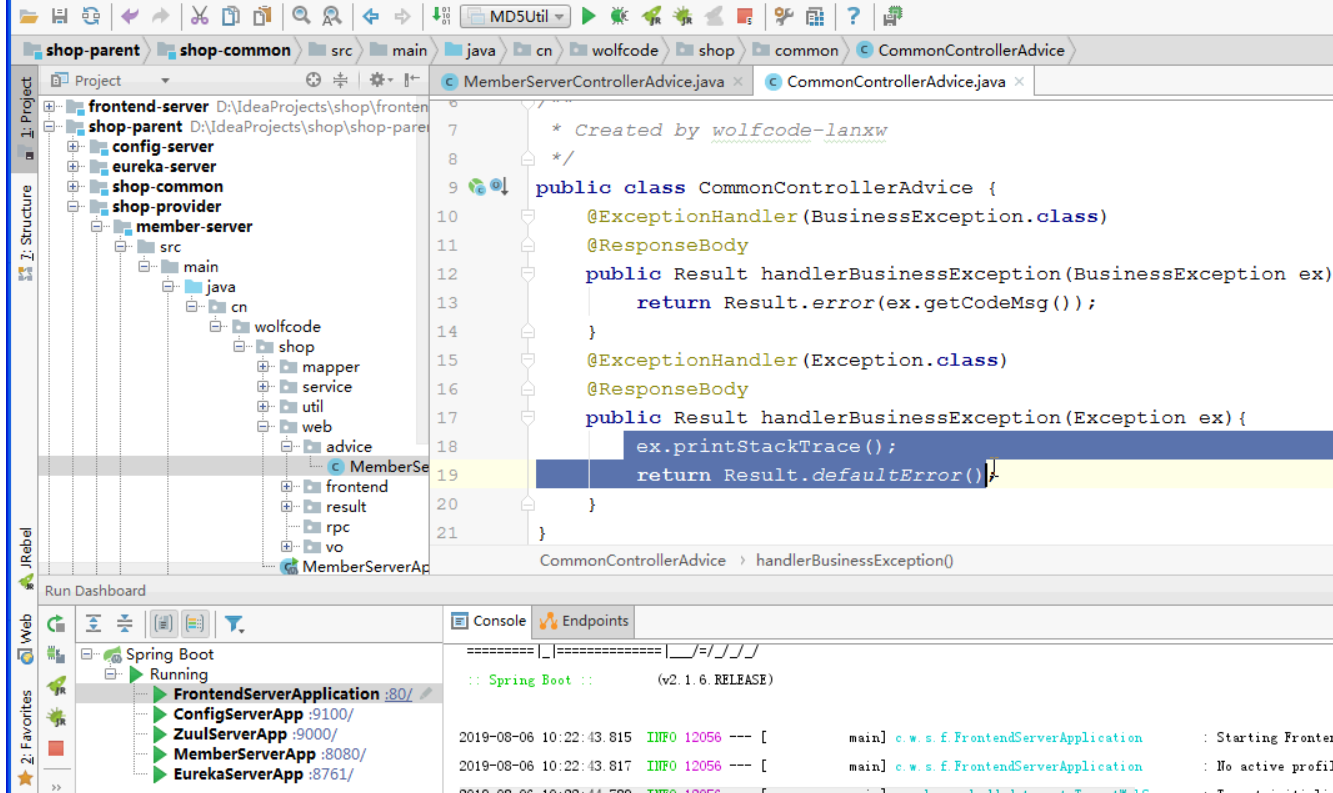 MD5Util
shop-parent shop-common src main java cn wolfcode shop common CommonControllerAdvice
1: Project
Project
MemberServerControllerAdvice.java
CommonControllerAdvice.java
frontend-server D:\IdeaProjects\shop\fronten
shop-parent D:\IdeaProjects\shop\shop-pare
config-server
eureka-server
shop-common
shop-provider
member-server
src
main
java
cn
wolfcode
shop
mapper
service
util
web
advice
MemberSe
frontend
result
rpc
vo
MemberServerAp
Z: Structure
JRebel
Web
2: Favorites
6 /**
7 * Created by wolfcode-lanxw
8 */
9 public class CommonControllerAdvice {
10 @ExceptionHandler(BusinessException.class)
11 @ResponseBody
12 public Result handlerBusinessException(BusinessException ex)
13 return Result.error(ex.getCodeMsg());
14 }
15 @ExceptionHandler(Exception.class)
16 @ResponseBody
17 public Result handlerBusinessException(Exception ex){
18 ex.printStackTrace();
19 return Result.defaultError();
20 }
21 }
CommonControllerAdvice › handlerBusinessException()
Run Dashboard
Spring Boot
Running
FrontendServerApplication :80/
ConfigServerApp :9100/
ZuulServerApp :9000/
MemberServerApp :8080/
EurekaServerApp :8761/
Console Endpoints
=========|_|==============|___/=/_/_/_/
:: Spring Boot :: (v2.1.6.RELEASE)
2019-08-06 10:22:43.815 INFO 12056 --- [ main] c.w.s.f.FrontendServerApplication : Starting Fronten
2019-08-06 10:22:43.817 INFO 12056 --- [ main] c.w.s.f.FrontendServerApplication : No active profil